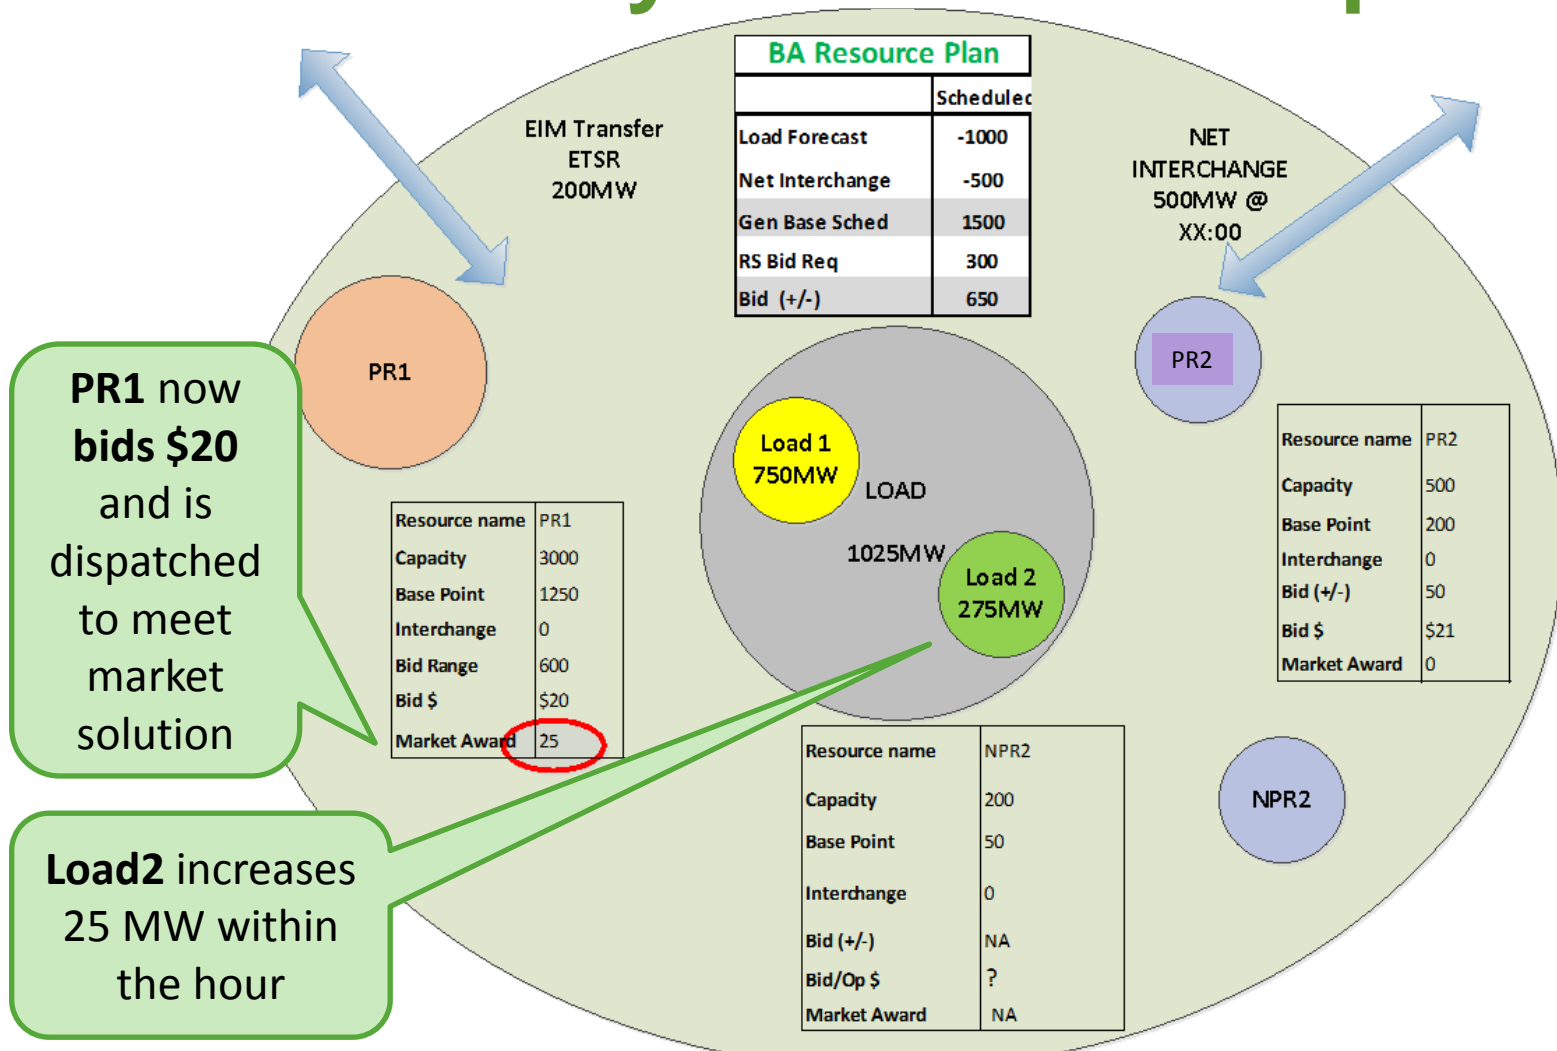 BA Resource Plan
Scheduled
Load Forecast -1000
Net Interchange -500
Gen Base Sched 1500
RS Bid Req 300
Bid (+/-) 650
EIM Transfer
ETSR
200MW
NET
INTERCHANGE
500MW @
XX:00
PR1
PR2
PR1 now
bids $20
and is
dispatched
to meet
market
solution
Load 1
750MW
LOAD
1025MW
Load 2
275MW
Resource name PR1
Capacity 3000
Base Point 1250
Interchange 0
Bid Range 600
Bid $ $20
Market Award 25
Resource name PR2
Capacity 500
Base Point 200
Interchange 0
Bid (+/-) 50
Bid $ $21
Market Award 0
Resource name NPR2
Capacity 200
Base Point 50
Interchange 0
Bid (+/-) NA
Bid/Op $ ?
Market Award NA
NPR2
Load2 increases
25 MW within
the hour